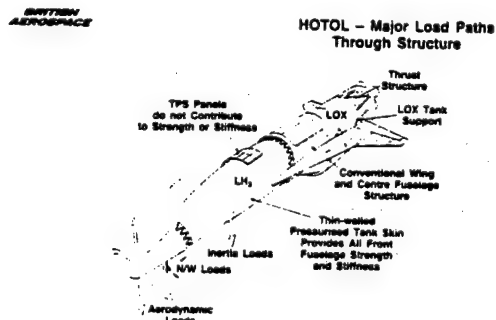 BRITISH
AEROSPACE
HOTOL – Major Load Paths
Through Structure
Thrust
Structure
LOX
LOX Tank
Support
TPS Panels
do not Contribute
to Strength or Stiffness
LH₂
Conventional Wing
and Centre Fuselage
Structure
Thin-walled
Pressurised Tank Skin
Provides All Front
Fuselage Strength
and Stiffness
Inertia Loads
N/W Loads
Aerodynamic
Loads